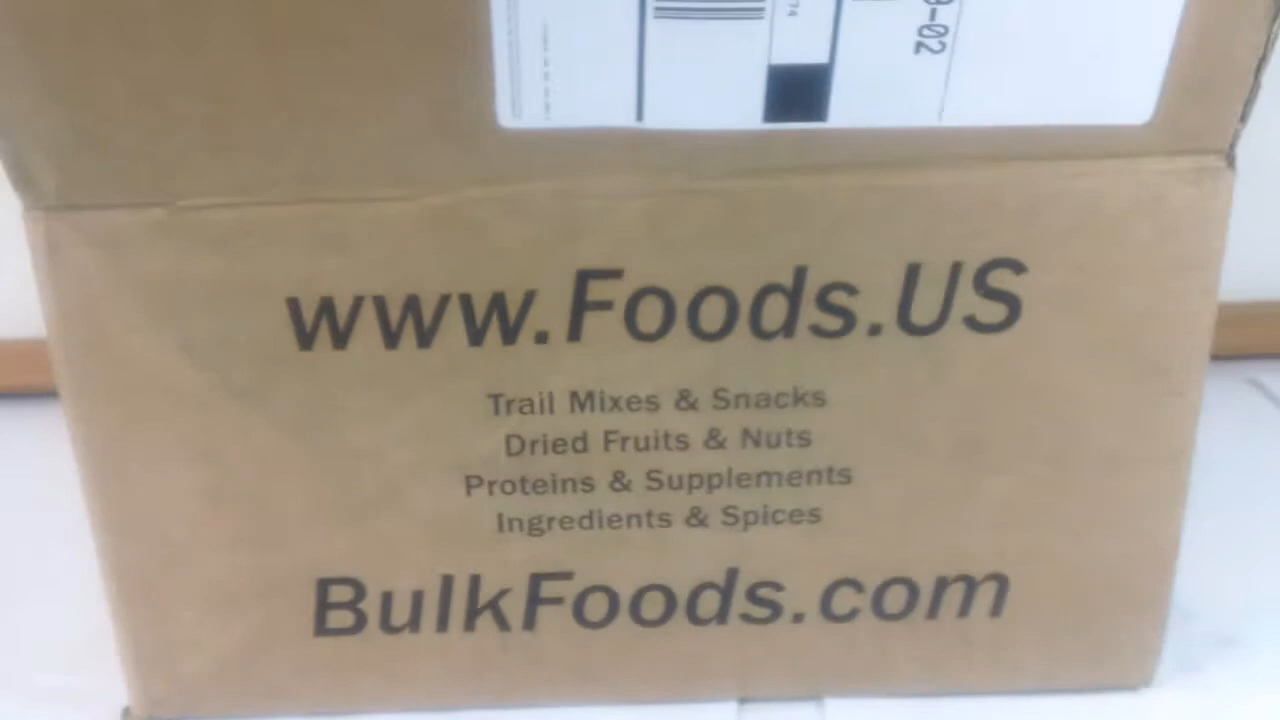 www.Foods.US
Trail Mixes & Snacks
Dried Fruits & Nuts
Proteins & Supplements
Ingredients & Spices
BulkFoods.com